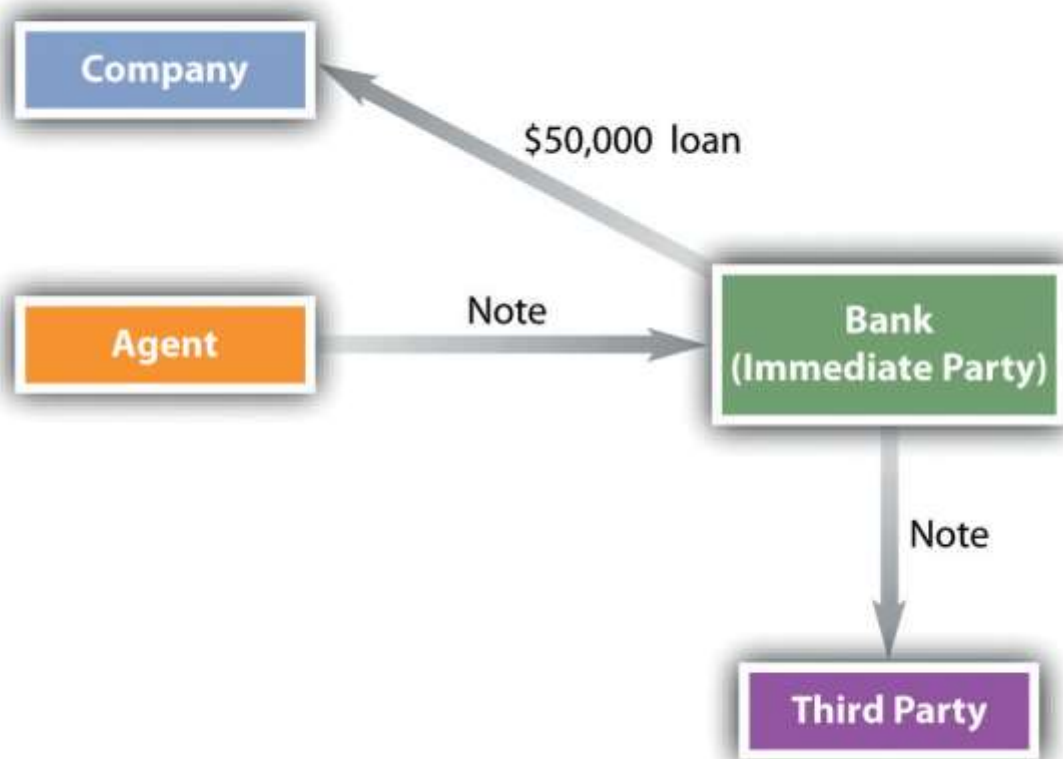 Company
$50,000 loan
Agent
Note
Bank
(Immediate Party)
Note
Third Party